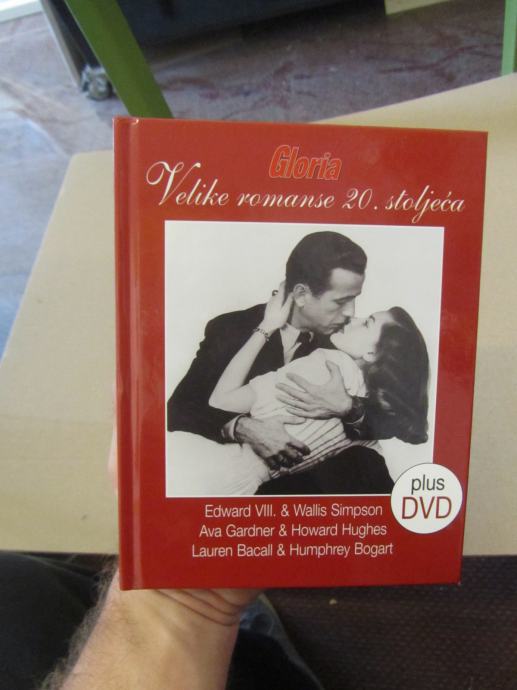 Gloria
Velike romanse 20. stoljeća
plus
DVD
Edward VIII. & Wallis Simpson
Ava Gardner & Howard Hughes
Lauren Bacall & Humphrey Bogart